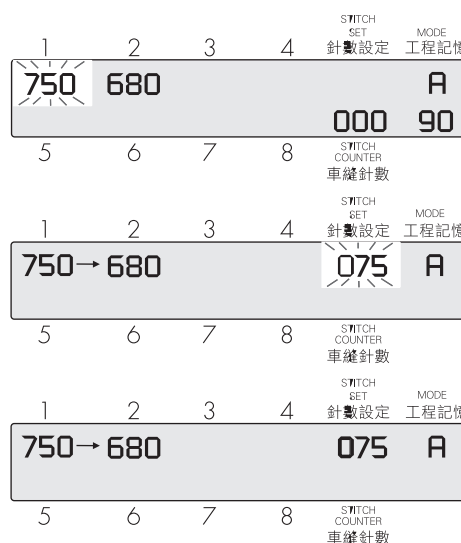 STITCH
SET MODE
1 2 3 4 針數設定 工程記憶
750 680 A
000 90
5 6 7 8 STITCH
COUNTER
車縫針數
STITCH
SET MODE
1 2 3 4 針數設定 工程記憶
750→680 075 A
5 6 7 8 STITCH
COUNTER
車縫針數
STITCH
SET MODE
1 2 3 4 針數設定 工程記憶
750→680 075 A
5 6 7 8 STITCH
COUNTER
車縫針數